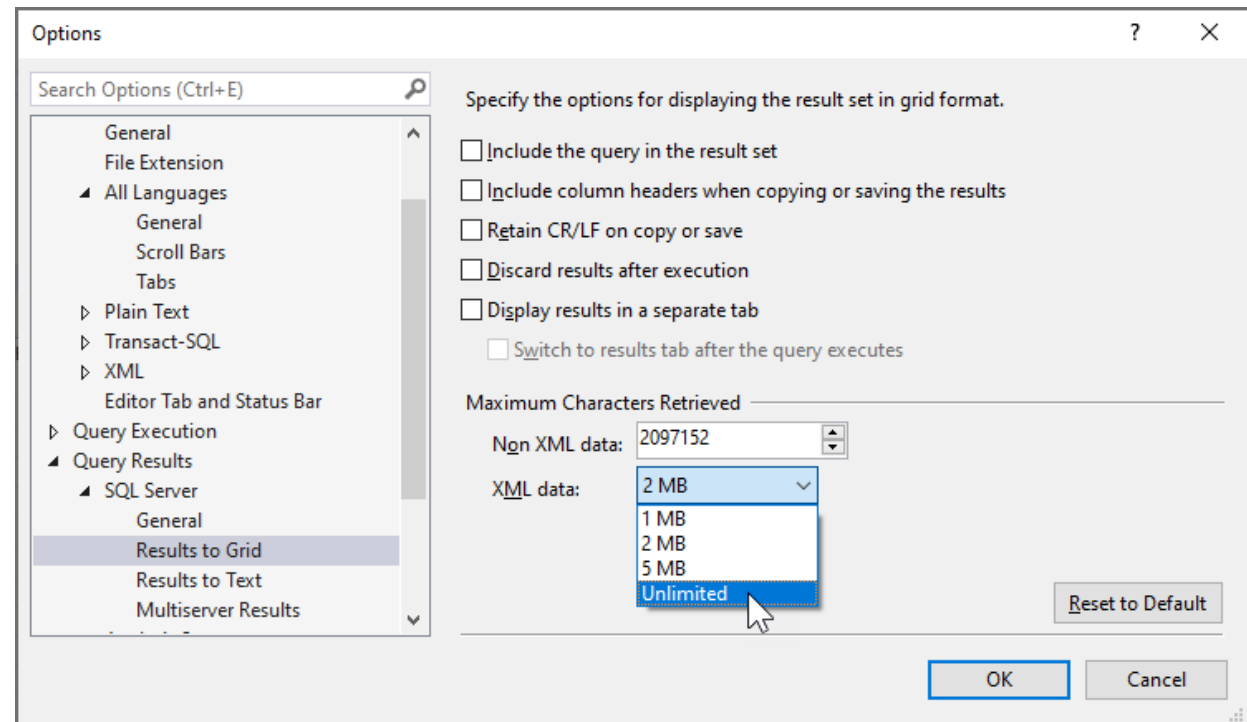 Options
Search Options (Ctrl+E)
General
File Extension
All Languages
General
Scroll Bars
Tabs
Plain Text
Transact-SQL
XML
Editor Tab and Status Bar
Query Execution
Query Results
SQL Server
General
Results to Grid
Results to Text
Multiserver Results
Specify the options for displaying the result set in grid format.
Include the query in the result set
Include column headers when copying or saving the results
Retain CR/LF on copy or save
Discard results after execution
Display results in a separate tab
Switch to results tab after the query executes
Maximum Characters Retrieved
Non XML data: 2097152
XML data: 2 MB
1 MB
2 MB
5 MB
Unlimited
Reset to Default
OK Cancel